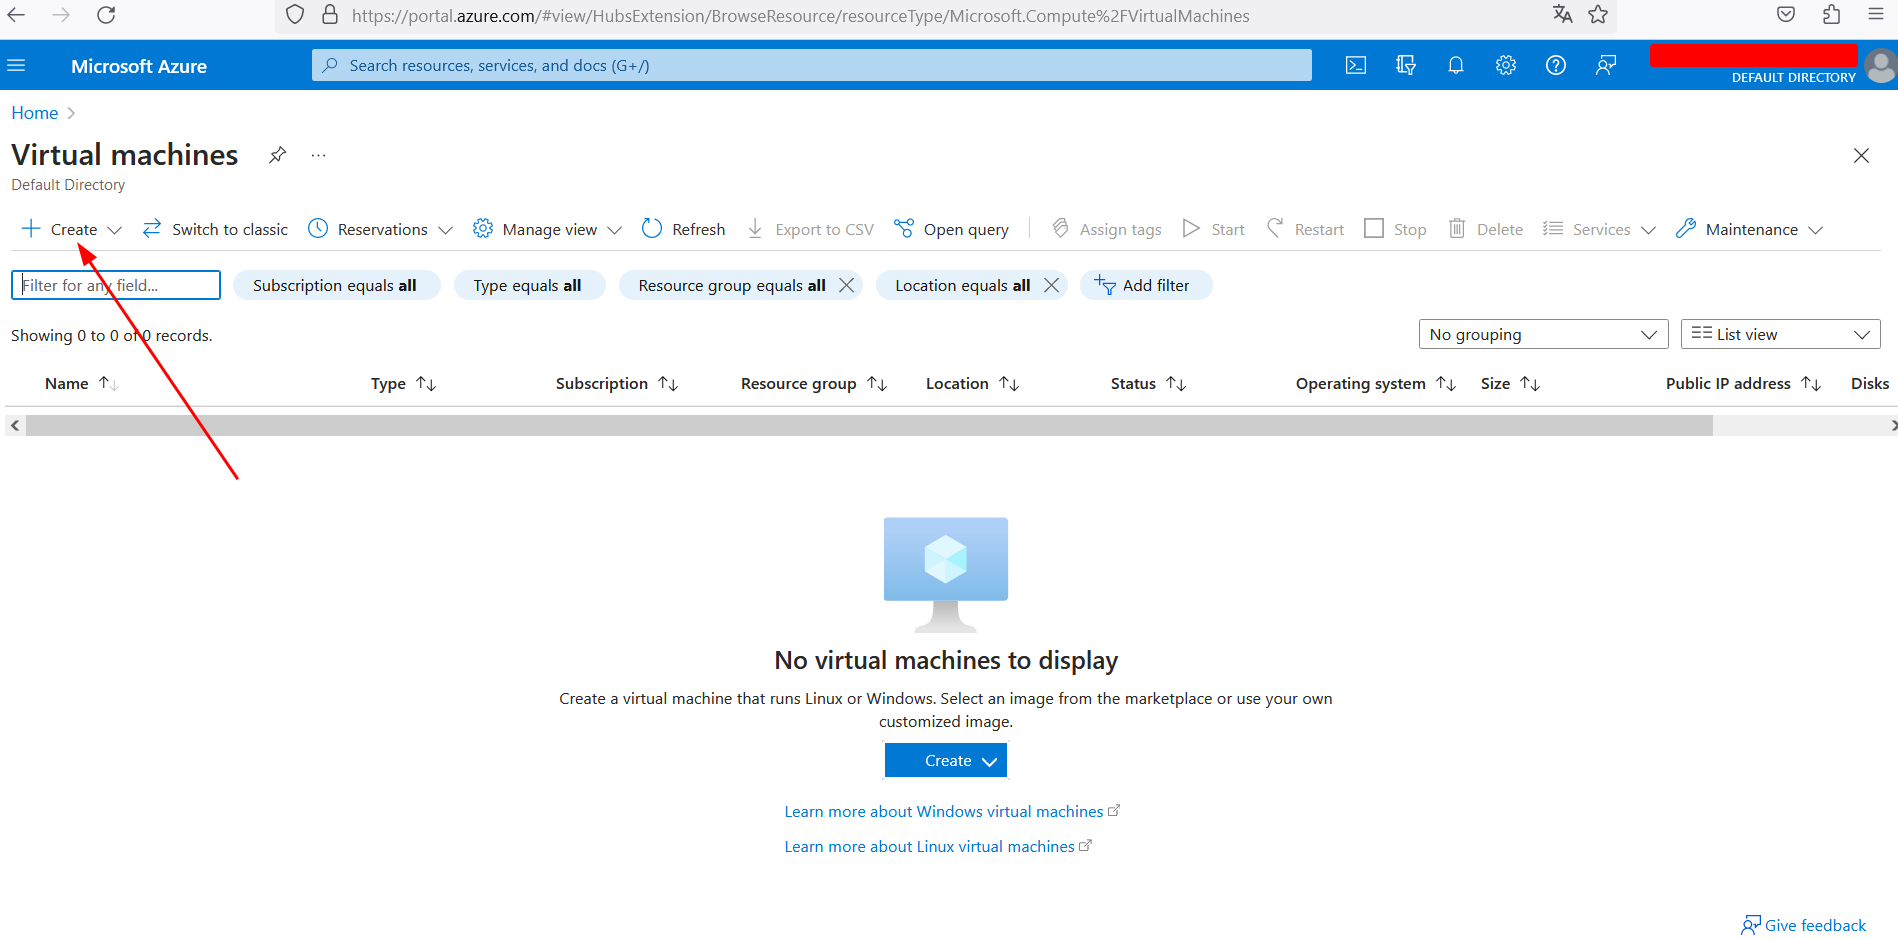 https://portal.azure.com/#view/HubsExtension/BrowseResource/resourceType/Microsoft.Compute%2FVirtualMachines
Microsoft Azure
Search resources, services, and docs (G+/)
DEFAULT DIRECTORY
Home
Virtual machines
Default Directory
Create
Switch to classic
Reservations
Manage view
Refresh
Export to CSV
Open query
Assign tags
Start
Restart
Stop
Delete
Services
Maintenance
Filter for any field...
Subscription equals all
Type equals all
Resource group equals all
Location equals all
Add filter
Showing 0 to 0 of 0 records.
No grouping
List view
Name
Type
Subscription
Resource group
Location
Status
Operating system
Size
Public IP address
Disks
No virtual machines to display
Create a virtual machine that runs Linux or Windows. Select an image from the marketplace or use your own
customized image.
Create
Learn more about Windows virtual machines
Learn more about Linux virtual machines
Give feedback